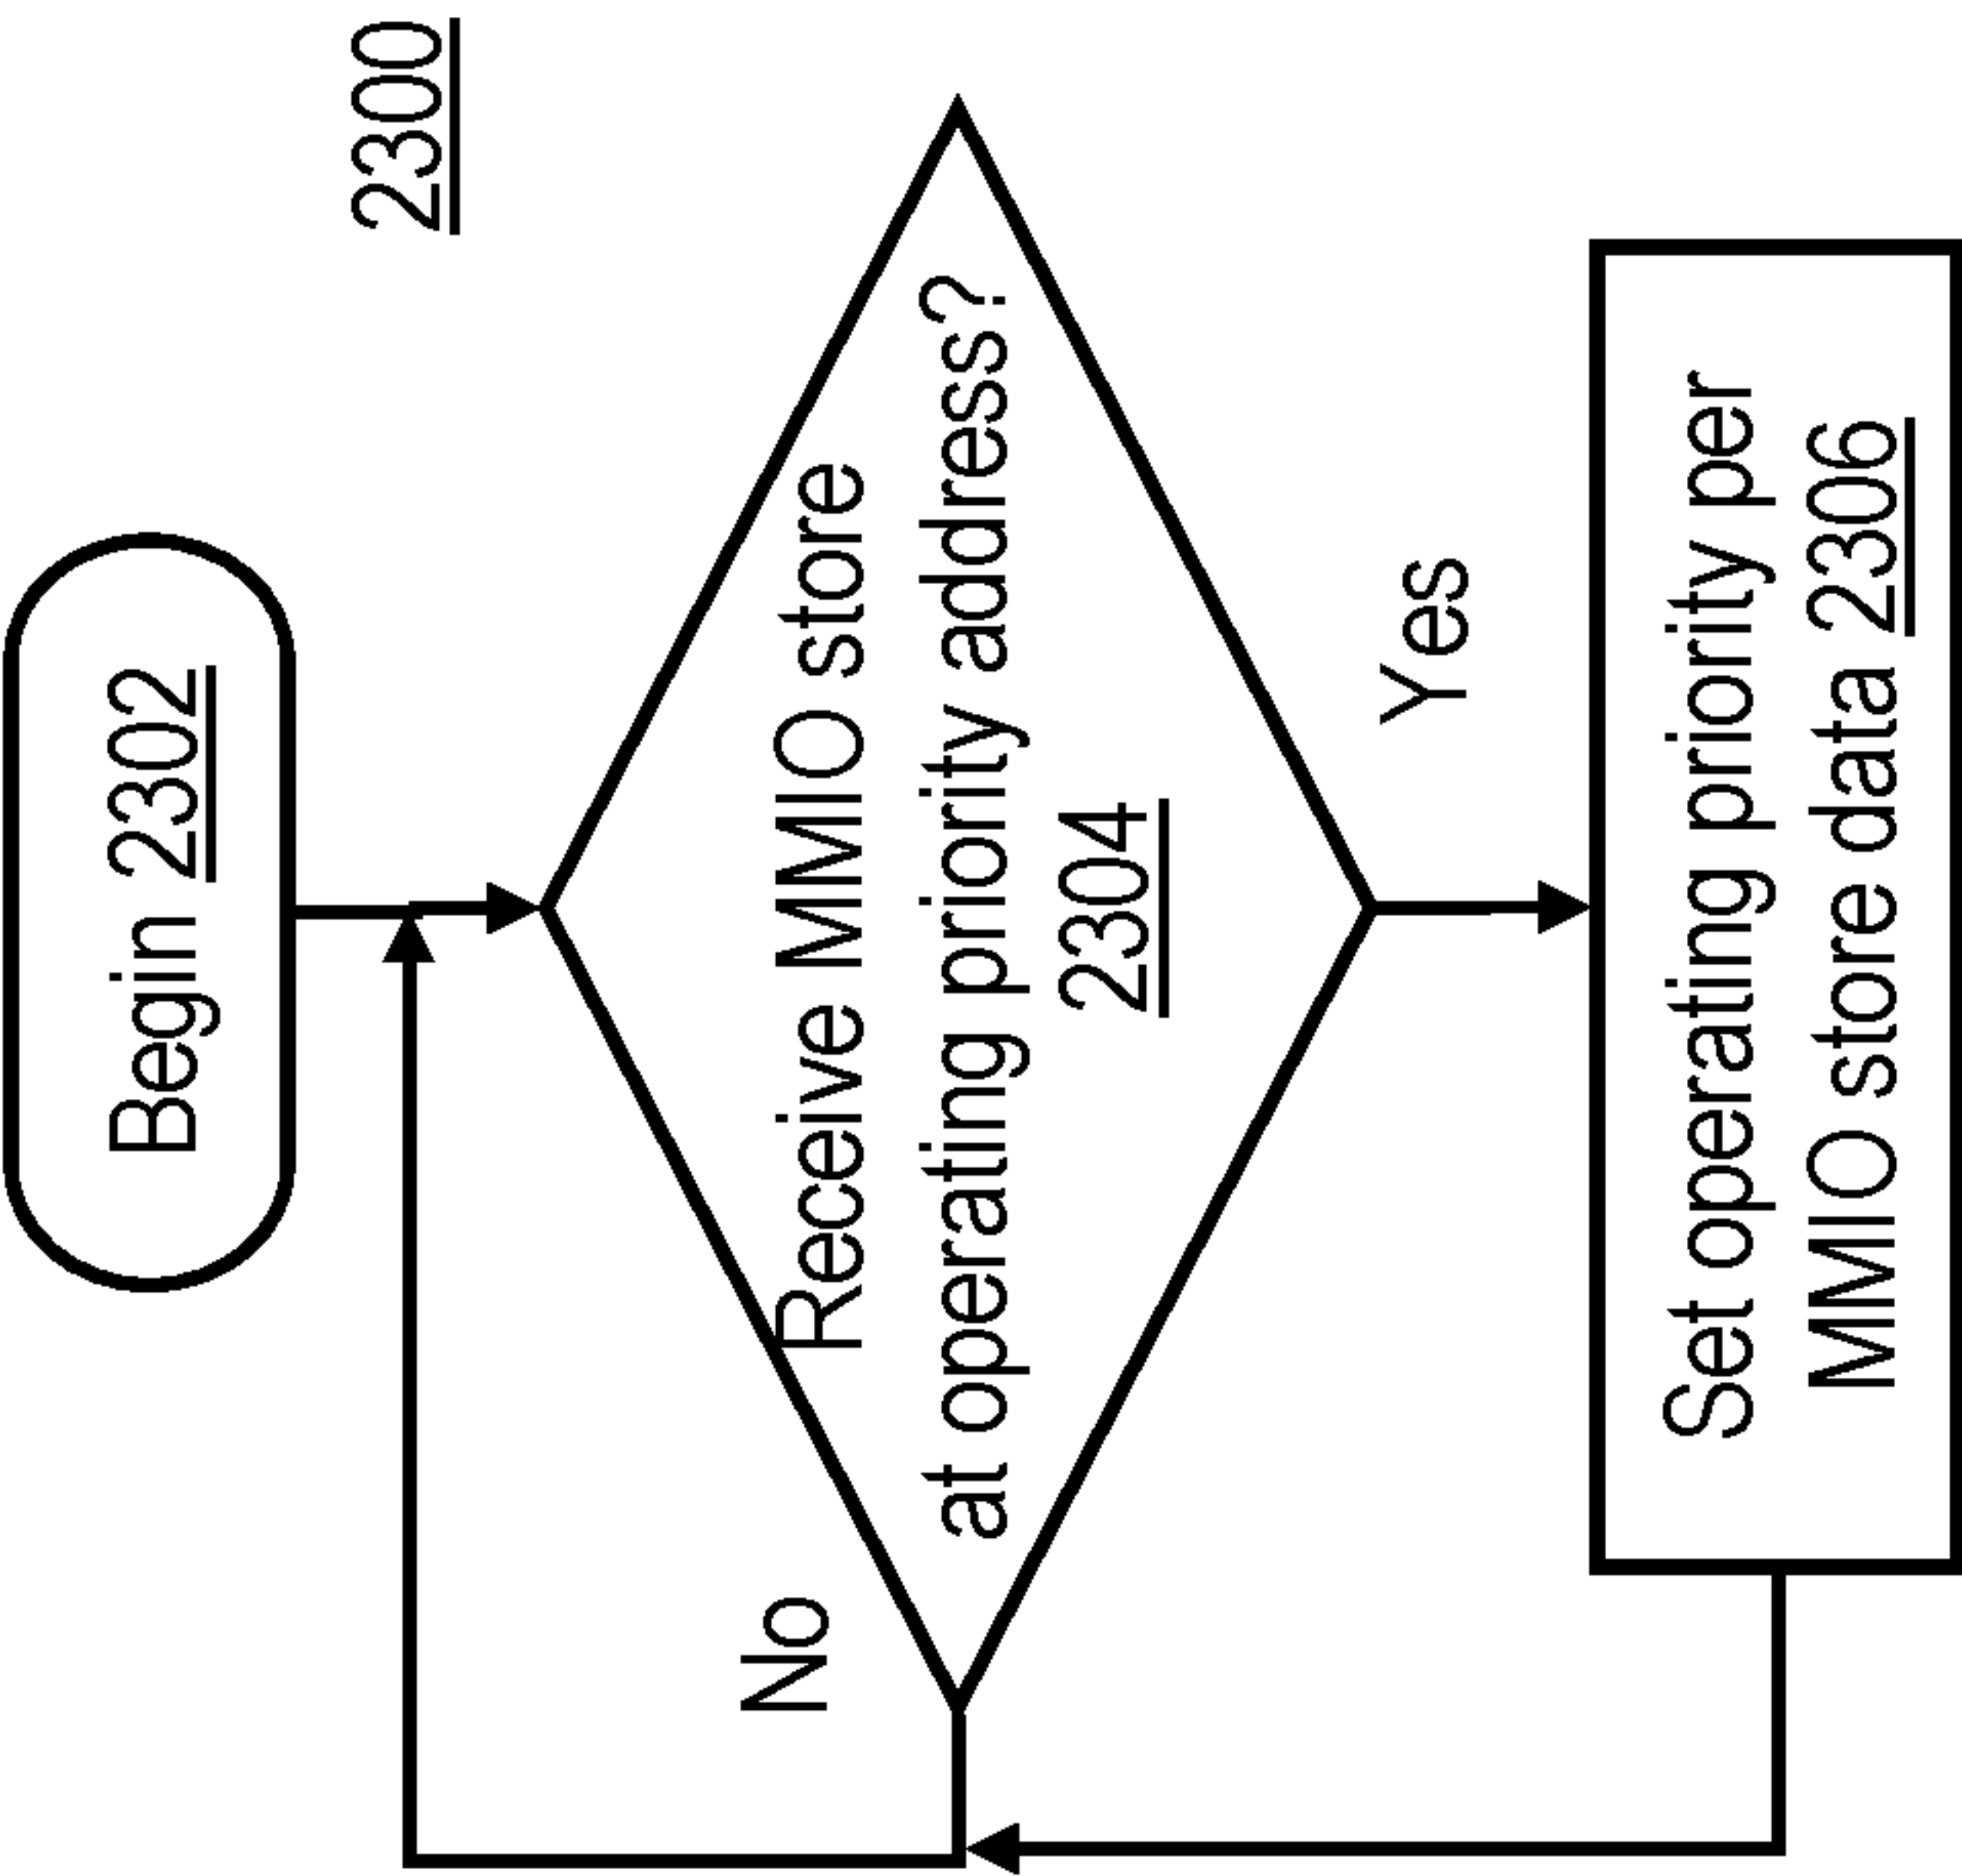 2300
Begin 2302
Receive MMIO store
at operating priority address?
2304
No
Yes
Set operating priority per
MMIO store data 2306